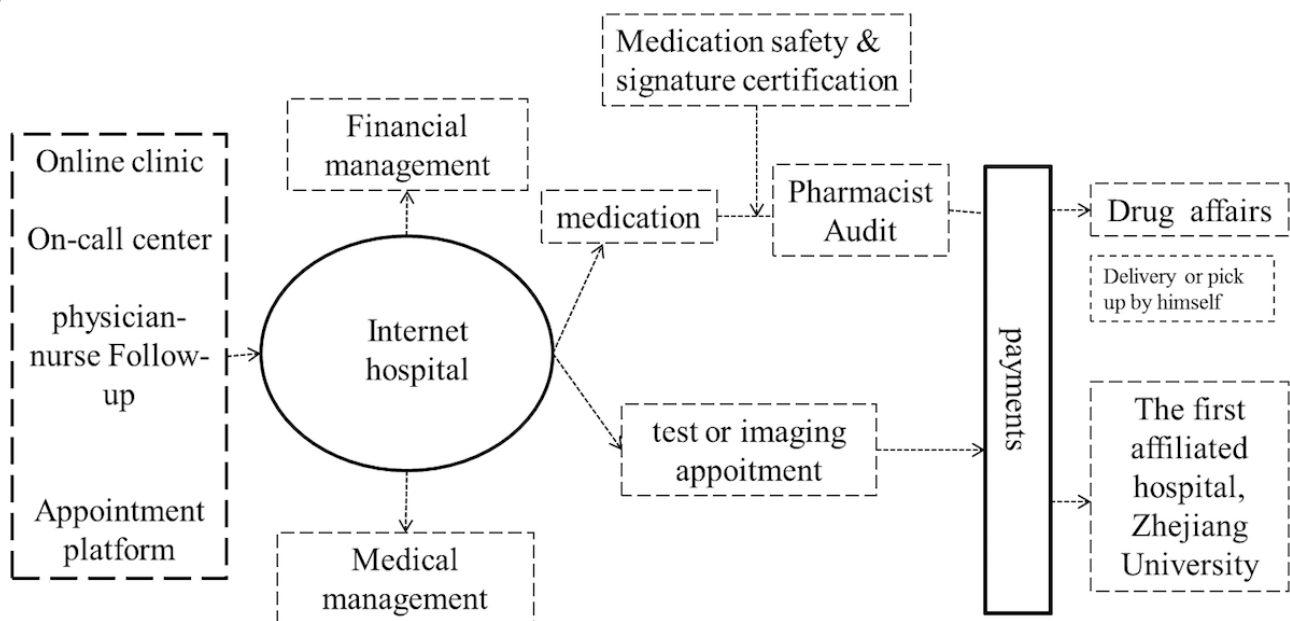 Online clinic
On-call center
physician-
nurse Follow-
up
Appointment
platform
Financial
management
Internet
hospital
Medical
management
Medication safety &
signature certification
medication
Pharmacist
Audit
test or imaging
appoitment
payments
Drug affairs
Delivery or pick
up by himself
The first
affiliated
hospital,
Zhejiang
University